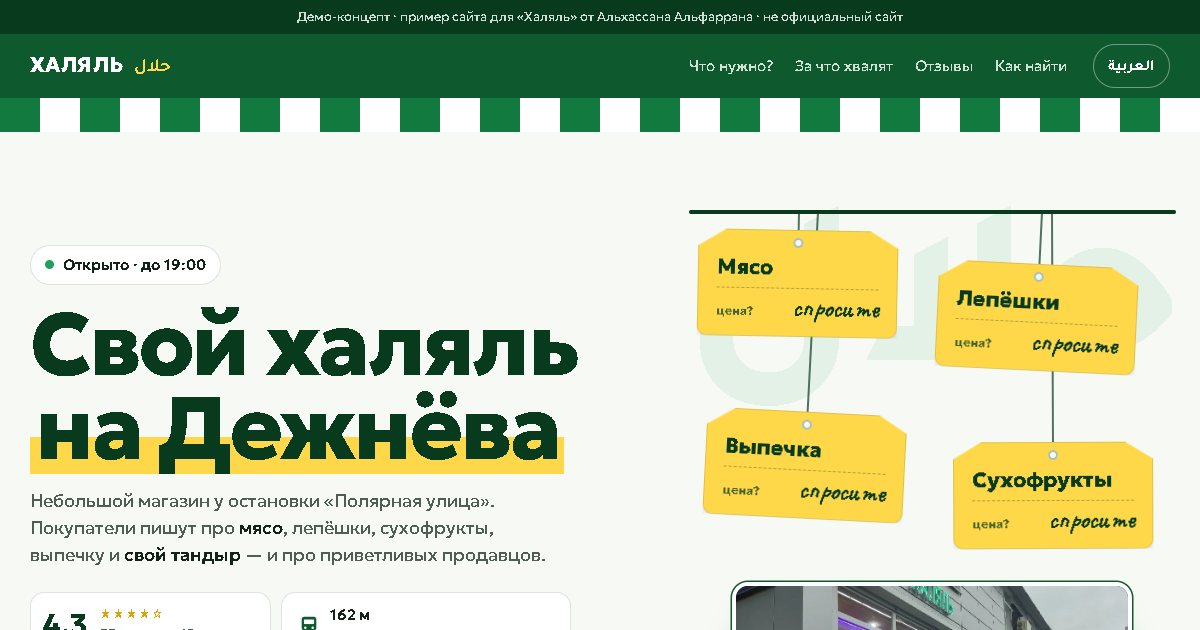 Демо-концепт · пример сайта для «Халяль» от Альхассана Альфаррана · не официальный сайт
ХАЛЯЛЬ حلال
Что нужно? За что хвалят Отзывы Как найти العربية
Открыто · до 19:00
Свой халяль
на Дежнёва
Небольшой магазин у остановки «Полярная улица».
Покупатели пишут про мясо, лепёшки, сухофрукты,
выпечку и свой тандыр — и про приветливых продавцов.
4,3 ★★★★☆
162 м
Мясо
цена? спросите
Лепёшки
цена? спросите
Выпечка
цена? спросите
Сухофрукты
цена? спросите